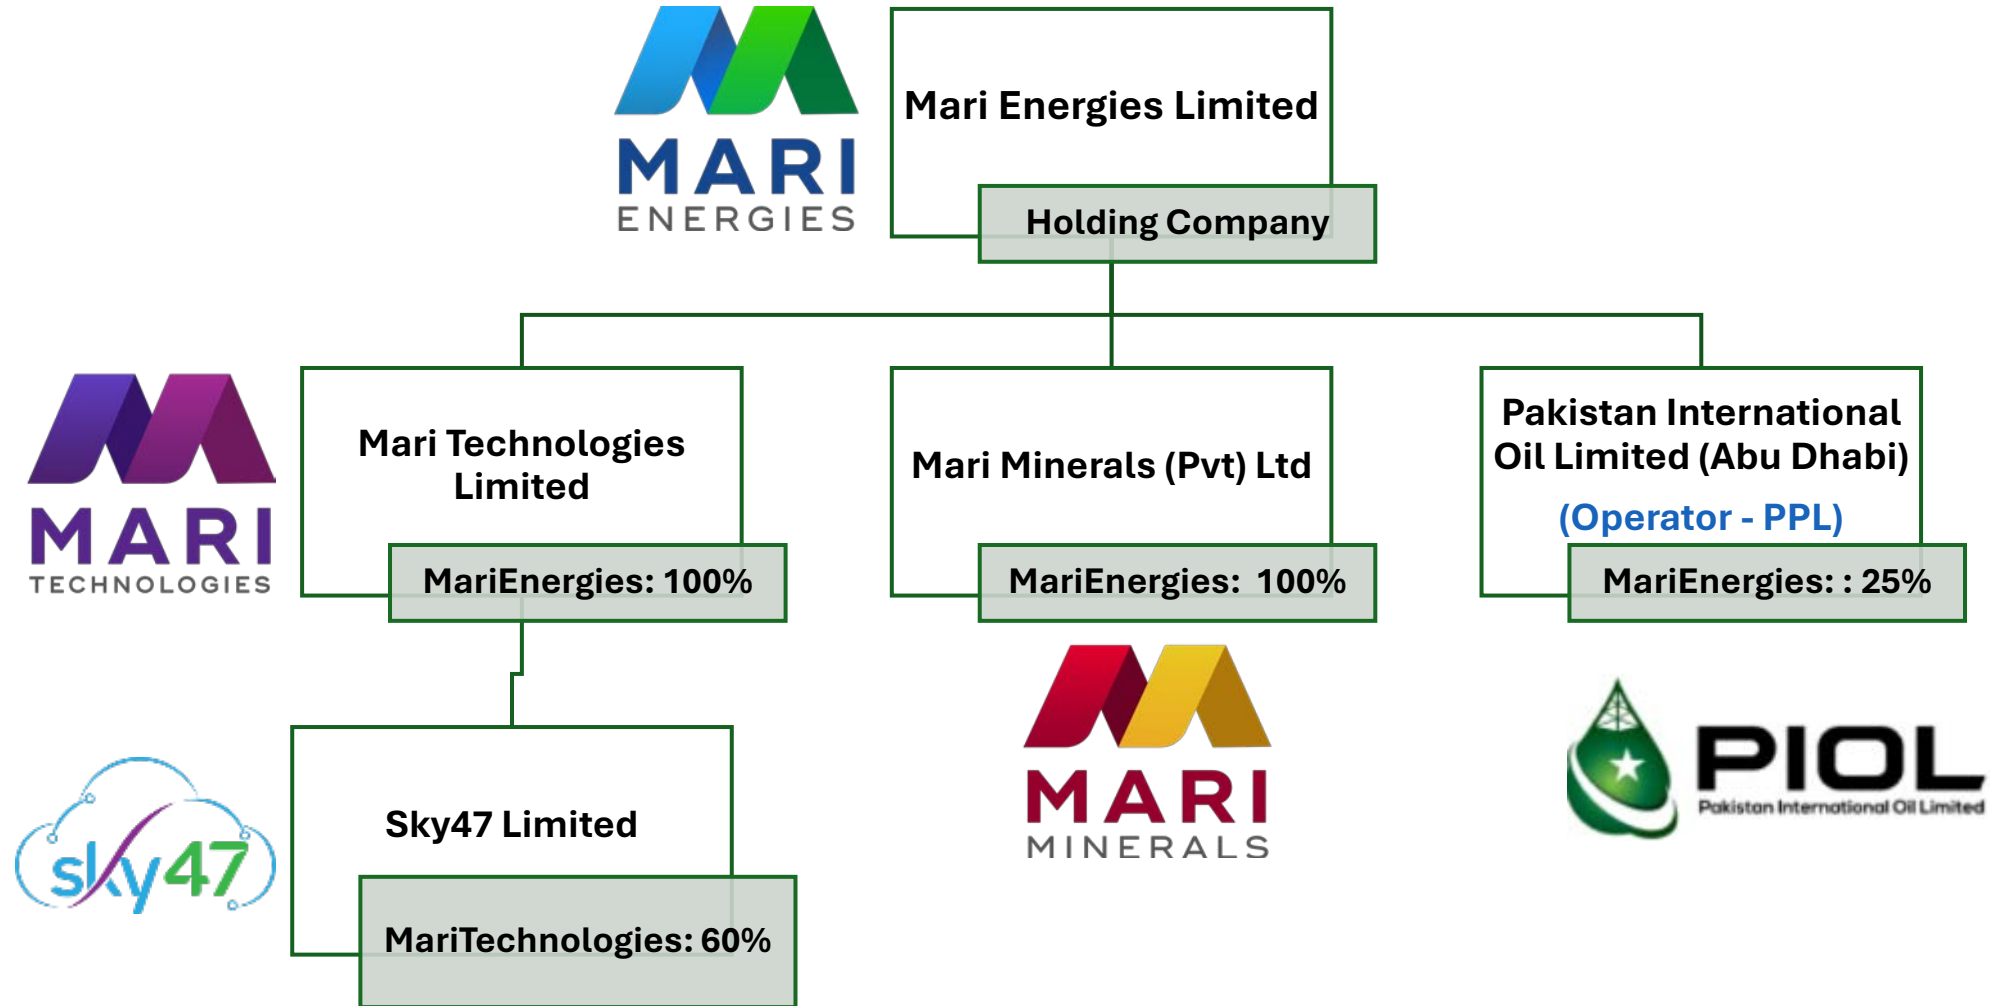 MARI
ENERGIES
Mari Energies Limited
Holding Company
MARI
TECHNOLOGIES
Mari Technologies
Limited
MariEnergies: 100%
Mari Minerals (Pvt) Ltd
MariEnergies: 100%
MARI
MINERALS
Pakistan International
Oil Limited (Abu Dhabi)
(Operator - PPL)
MariEnergies: : 25%
PIOL
Pakistan International Oil Limited
sky47
Sky47 Limited
MariTechnologies: 60%